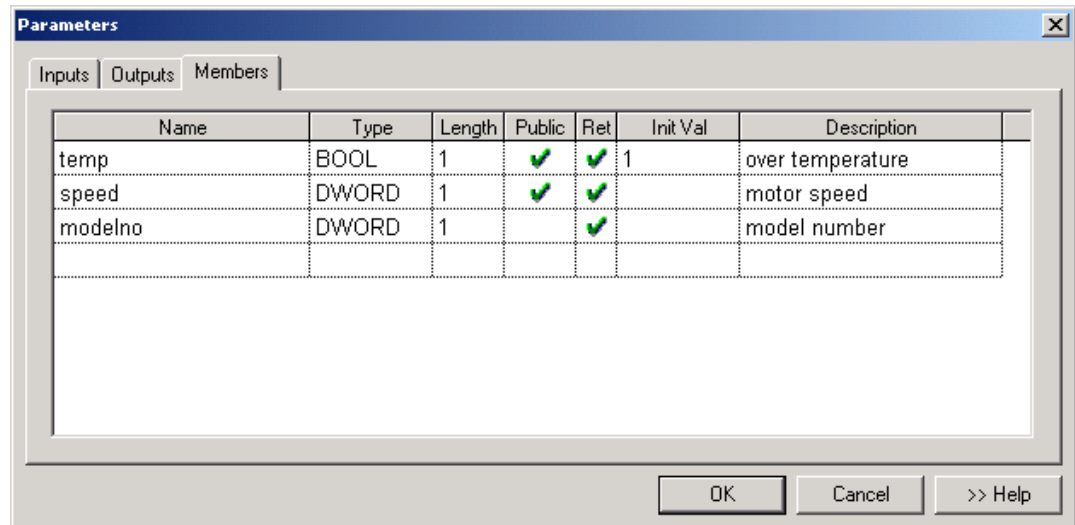 Parameters
Inputs Outputs Members
Name Type Length Public Ret Init Val Description
temp BOOL 1 1 over temperature
speed DWORD 1 motor speed
modelno DWORD 1 model number
OK Cancel >> Help